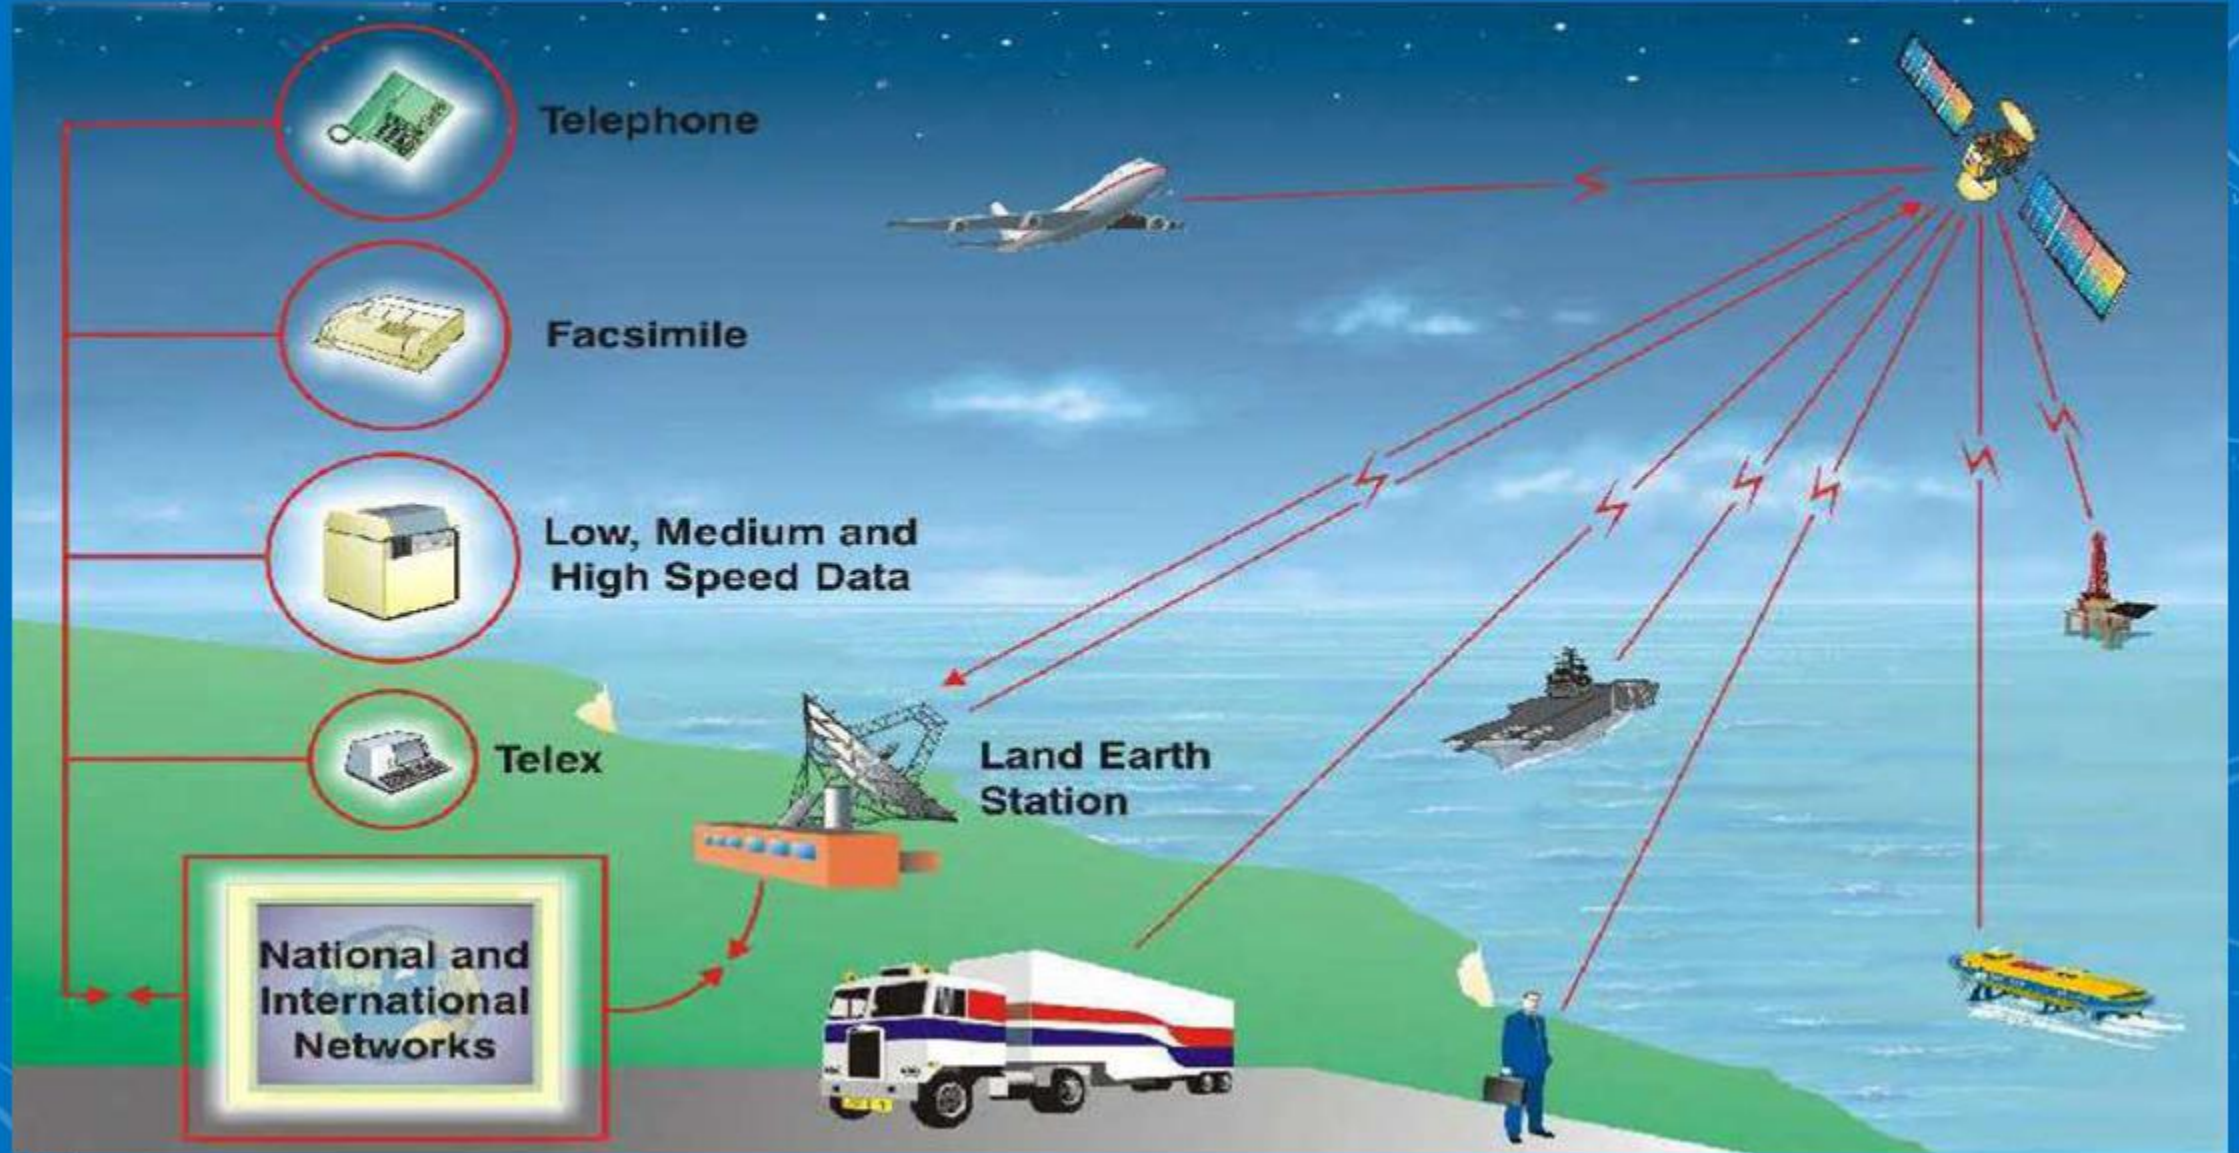 Telephone
Facsimile
Low, Medium and
High Speed Data
Telex
Land Earth
Station
National and
International
Networks